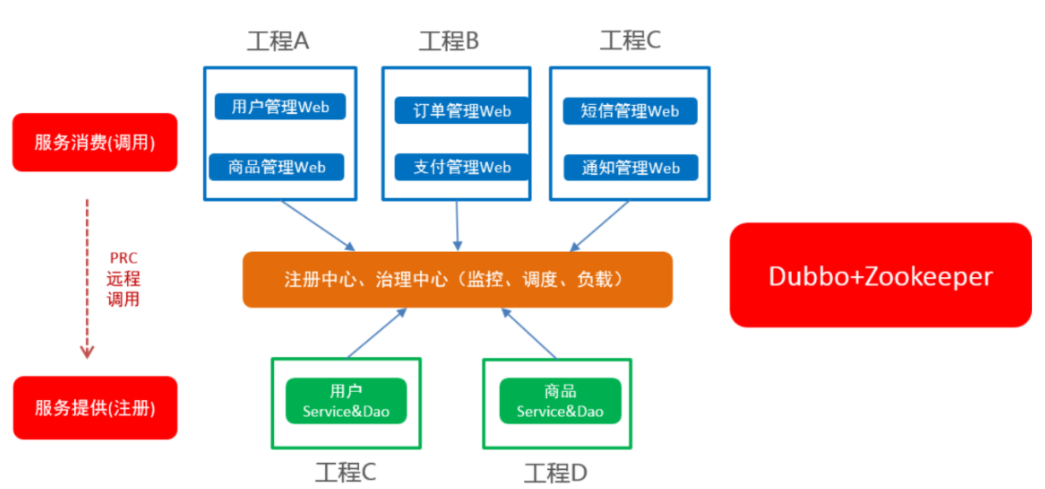 工程A
工程B
工程C
用户管理Web
订单管理Web
短信管理Web
服务消费(调用)
商品管理Web
支付管理Web
通知管理Web
PRC
远程
调用
注册中心、治理中心（监控、调度、负载）
Dubbo+Zookeeper
服务提供(注册)
用户
Service&Dao
商品
Service&Dao
工程C
工程D